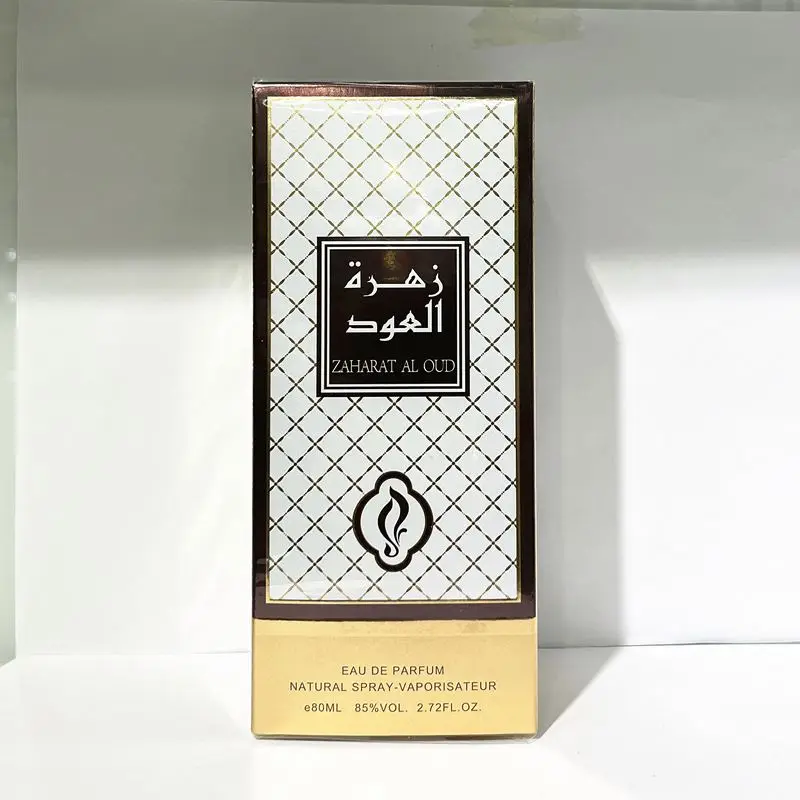 زهرة
العود
ZAHARAT AL OUD
EAU DE PARFUM
NATURAL SPRAY-VAPORISATEUR
e80ML 85%VOL. 2.72FL.OZ.